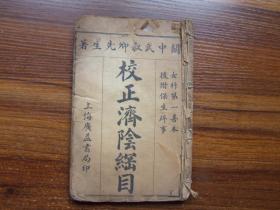 關中武叔卿先生著
女科第一善本
後附保生碎事
校正濟陰綱目
上海廣益書局印